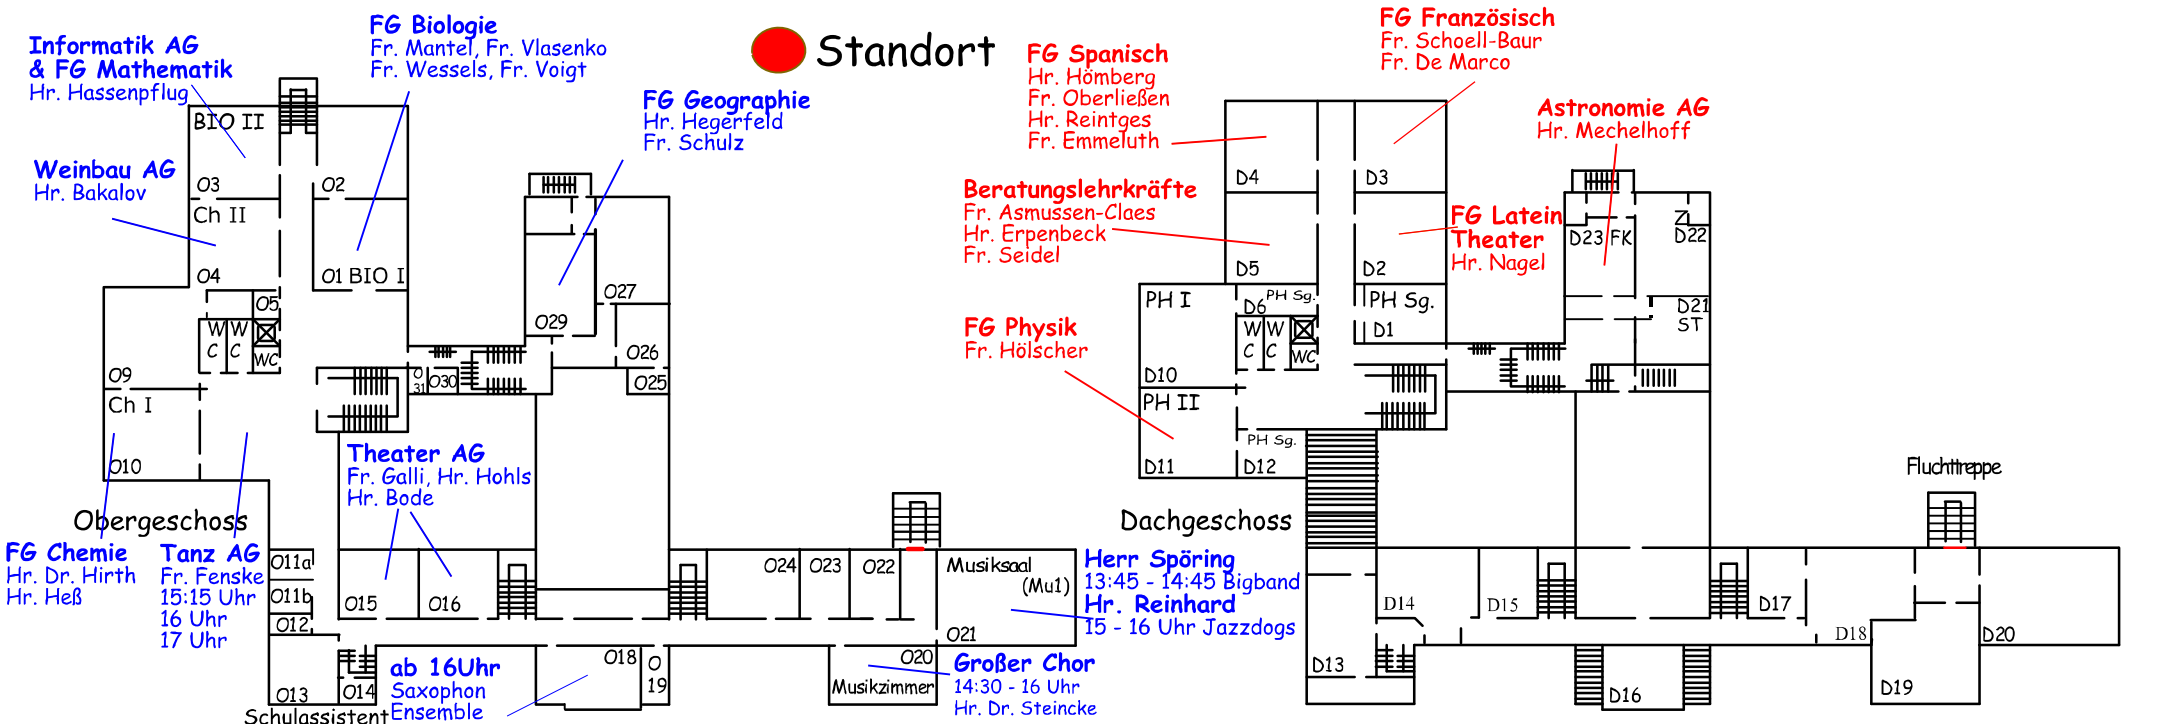 Informatik AG
& FG Mathematik
Hr. Hassenpflug
FG Biologie
Fr. Mantel, Fr. Vlasenko
Fr. Wessels, Fr. Voigt
Standort
FG Geographie
Hr. Hegerfeld
Fr. Schulz
Weinbau AG
Hr. Bakalov
BIO II
O3
O2
Ch II
O4
O1 BIO I
O5
W
C
W
C
WC
O9
Ch I
O10
O27
O29
O26
O25
O
31
O30
Theater AG
Fr. Galli, Hr. Hohls
Hr. Bode
Obergeschoss
FG Chemie
Hr. Dr. Hirth
Hr. Heß
Tanz AG
Fr. Fenske
15:15 Uhr
16 Uhr
17 Uhr
O11a
O11b
O12
O13
O14
Schulassistent
O15
O16
O24
O23
O22
Musiksaal
(Mu1)
O21
O18
O
19
O20
Musikzimmer
ab 16Uhr
Saxophon
Ensemble
Großer Chor
14:30 - 16 Uhr
Hr. Dr. Steincke
Herr Spöring
13:45 - 14:45 Bigband
Hr. Reinhard
15 - 16 Uhr Jazzdogs
FG Spanisch
Hr. Hömberg
Fr. Oberließen
Hr. Reintges
Fr. Emmeluth
FG Französisch
Fr. Schoell-Baur
Fr. De Marco
Astronomie AG
Hr. Mechelhoff
Beratungslehrkräfte
Fr. Asmussen-Claes
Hr. Erpenbeck
Fr. Seidel
FG Latein
Theater
Hr. Nagel
FG Physik
Fr. Hölscher
D4
D3
D5
D2
PH I
D6
PH Sg.
PH Sg.
D1
W
C
W
C
WC
D10
PH II
D11
PH Sg.
D12
D23
FK
Z
D22
D21
ST
Dachgeschoss
Fluchttreppe
D14
D15
D17
D18
D20
D13
D16
D19